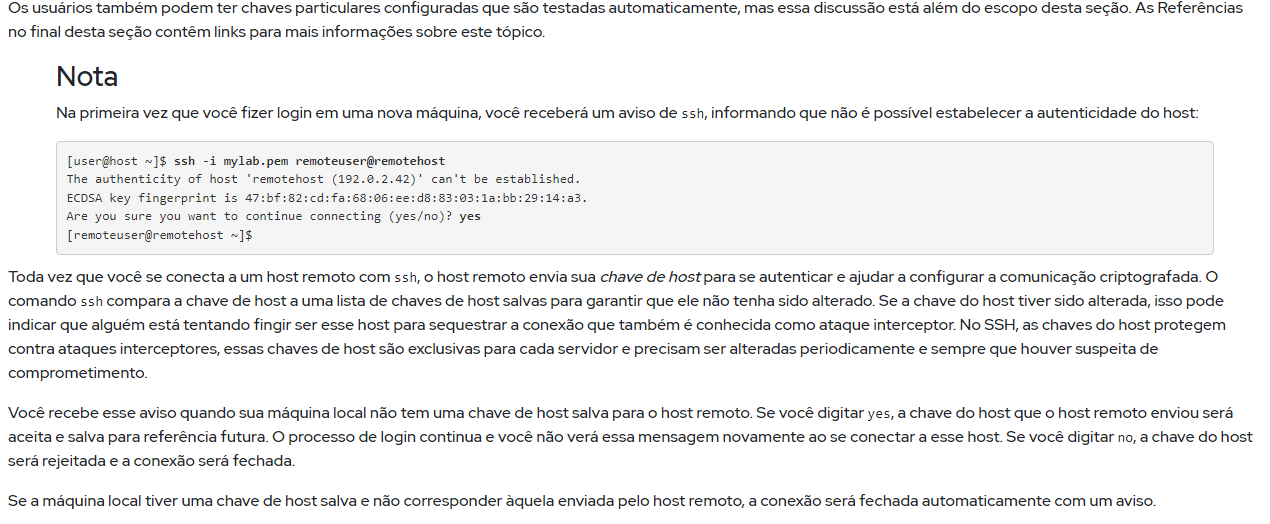 Os usuários também podem ter chaves particulares configuradas que são testadas automaticamente, mas essa discussão está além do escopo desta seção. As Referências
no final desta seção contêm links para mais informações sobre este tópico.
Nota
Na primeira vez que você fizer login em uma nova máquina, você receberá um aviso de ssh, informando que não é possível estabelecer a autenticidade do host:
[user@host ~]$ ssh -i mylab.pem remoteuser@remotehost
The authenticity of host 'remotehost (192.0.2.42)' can't be established.
ECDSA key fingerprint is 47:bf:82:cd:fa:68:06:ee:d8:83:03:1a:bb:29:14:a3.
Are you sure you want to continue connecting (yes/no)? yes
[remoteuser@remotehost ~]$
Toda vez que você se conecta a um host remoto com ssh, o host remoto envia sua chave de host para se autenticar e ajudar a configurar a comunicação criptografada. O
comando ssh compara a chave de host a uma lista de chaves de host salvas para garantir que ele não tenha sido alterado. Se a chave do host tiver sido alterada, isso pode
indicar que alguém está tentando fingir ser esse host para sequestrar a conexão que também é conhecida como ataque interceptor. No SSH, as chaves do host protegem
contra ataques interceptores, essas chaves de host são exclusivas para cada servidor e precisam ser alteradas periodicamente e sempre que houver suspeita de
comprometimento.
Você recebe esse aviso quando sua máquina local não tem uma chave de host salva para o host remoto. Se você digitar yes, a chave do host que o host remoto enviou será
aceita e salva para referência futura. O processo de login continua e você não verá essa mensagem novamente ao se conectar a esse host. Se você digitar no, a chave do host
será rejeitada e a conexão será fechada.
Se a máquina local tiver uma chave de host salva e não corresponder àquela enviada pelo host remoto, a conexão será fechada automaticamente com um aviso.